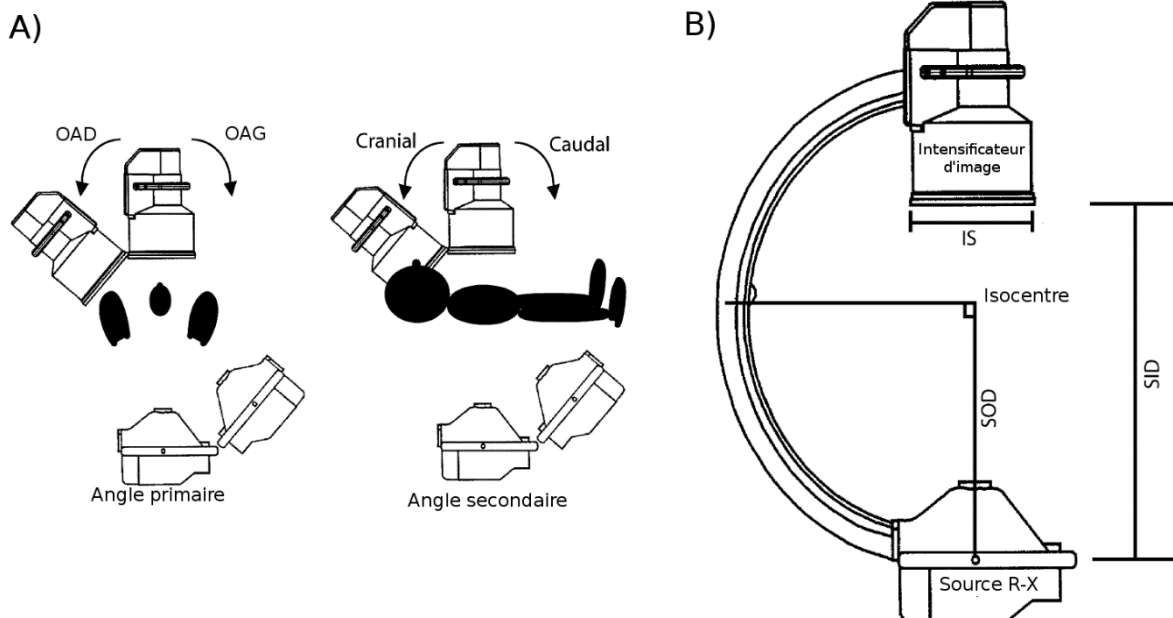 A)
OAD
OAG
Angle primaire
Cranial
Caudal
Angle secondaire
B)
Intensificateur
d'image
IS
Isocentre
SOD
SID
Source R-X